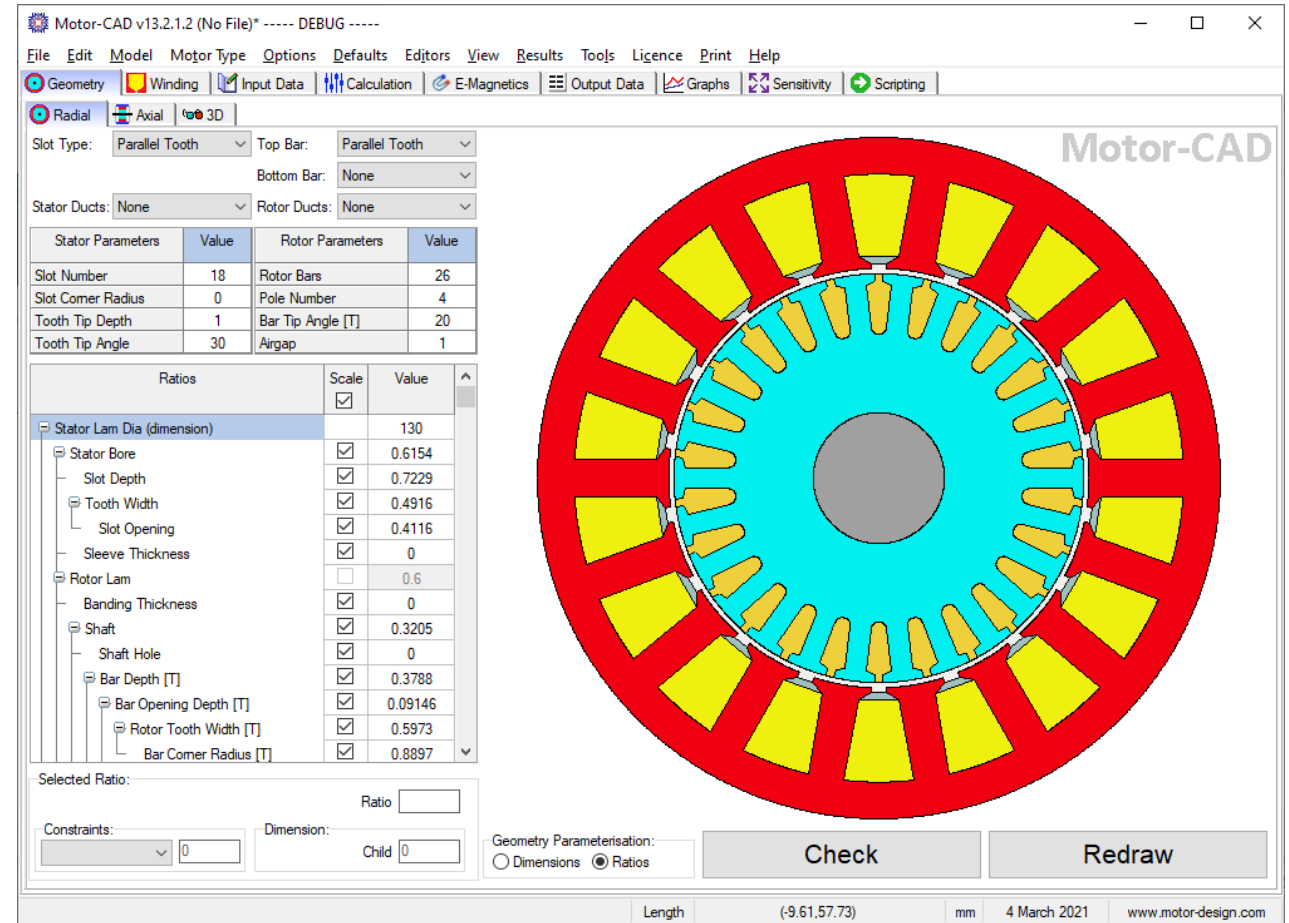 Motor-CAD v13.2.1.2 (No File)* ----- DEBUG -----
File Edit Model Motor Type Options Defaults Editors View Results Tools Licence Print Help
Geometry Winding Input Data Calculation E-Magnetics Output Data Graphs Sensitivity Scripting
Radial Axial 3D
Slot Type: Parallel Tooth Top Bar: Parallel Tooth
Bottom Bar: None
Stator Ducts: None Rotor Ducts: None
Stator Parameters Value Rotor Parameters Value
Slot Number 18 Rotor Bars 26
Slot Corner Radius 0 Pole Number 4
Tooth Tip Depth 1 Bar Tip Angle [T] 20
Tooth Tip Angle 30 Airgap 1
Ratios Scale Value
Stator Lam Dia (dimension) 130
Stator Bore 0.6154
Slot Depth 0.7229
Tooth Width 0.4916
Slot Opening 0.4116
Sleeve Thickness 0
Rotor Lam 0.6
Banding Thickness 0
Shaft 0.3205
Shaft Hole 0
Bar Depth [T] 0.3788
Bar Opening Depth [T] 0.09146
Rotor Tooth Width [T] 0.5973
Bar Corner Radius [T] 0.8897
Selected Ratio:
Ratio
Constraints: Dimension:
0 Child 0
Motor-CAD
Geometry Parameterisation:
Dimensions Ratios
Check Redraw
Length (-9.61,57.73) mm 4 March 2021 www.motor-design.com